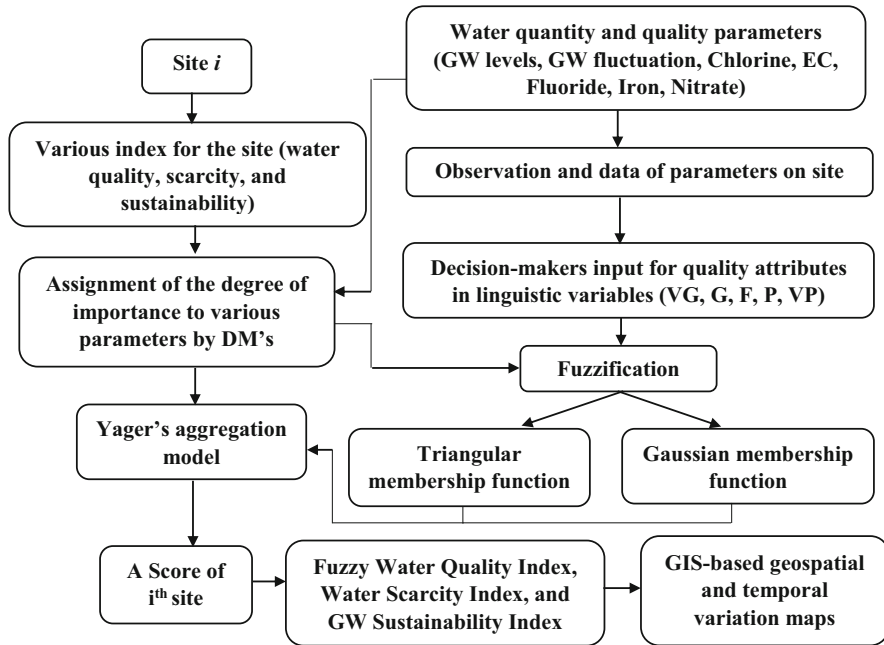 Site i
Various index for the site (water
quality, scarcity, and
sustainability)
Assignment of the degree of
importance to various
parameters by DM's
Yager's aggregation
model
A Score of
ith site
Water quantity and quality parameters
(GW levels, GW fluctuation, Chlorine, EC,
Fluoride, Iron, Nitrate)
Observation and data of parameters on site
Decision-makers input for quality attributes
in linguistic variables (VG, G, F, P, VP)
Fuzzification
Triangular
membership function
Gaussian membership
function
Fuzzy Water Quality Index,
Water Scarcity Index, and
GW Sustainability Index
GIS-based geospatial
and temporal
variation maps